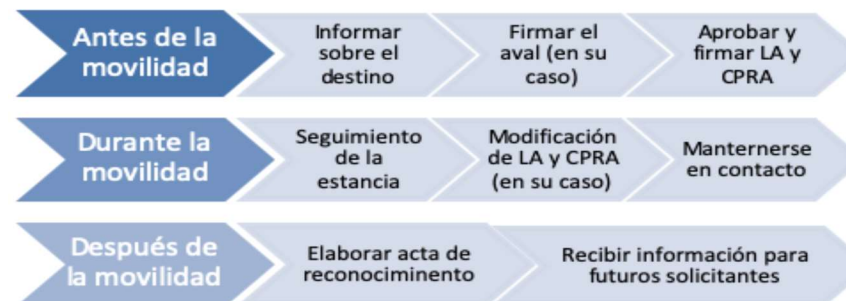 Antes de la
movilidad
Informar
sobre el
destino
Firmar el
aval (en su
caso)
Aprobar y
firmar LA y
CPRA
Durante la
movilidad
Seguimiento
de la
estancia
Modificación
de LA y CPRA
(en su caso)
Manternerse
en contacto
Después de
la movilidad
Elaborar acta de
reconociminento
Recibir información para
futuros solicitantes